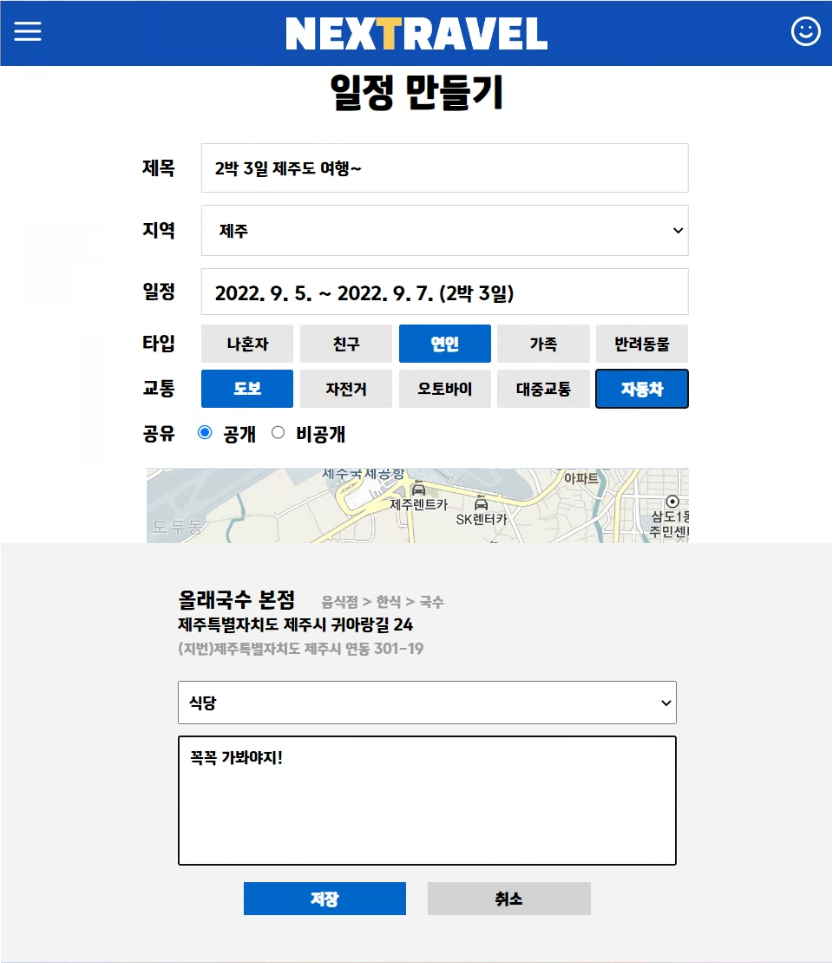 NEXTRAVEL
일정 만들기
제목 2박 3일 제주도 여행~
지역 제주
일정 2022. 9. 5. ~ 2022. 9. 7. (2박 3일)
타입 나혼자 친구 연인 가족 반려동물
교통 도보 자전거 오토바이 대중교통 자동차
공유 공개 비공개
제주국제공항
아파트
제주렌트카
SK렌터카
삼도1동
주민센터
도두동
올래국수 본점 음식점 > 한식 > 국수
제주특별자치도 제주시 귀아랑길 24
(지번)제주특별자치도 제주시 연동 301-19
식당
꼭꼭 가봐야지!
저장 취소